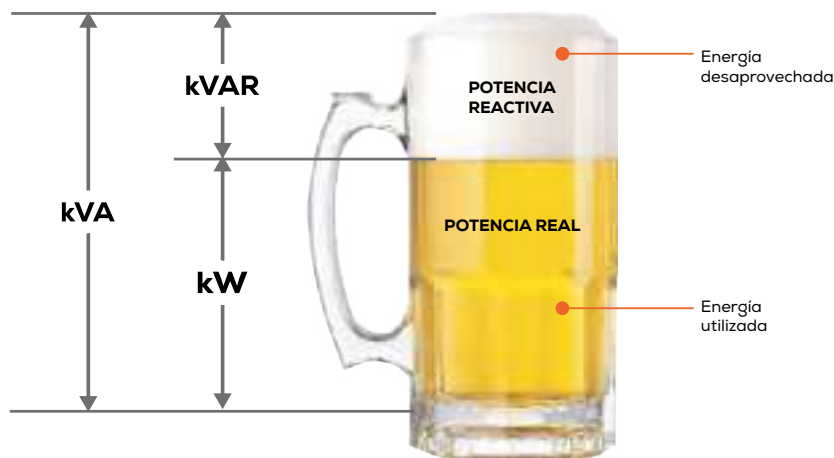 kVAR
POTENCIA
REACTIVA
Energía
desaprovechada
kVA
POTENCIA REAL
kW
Energía
utilizada